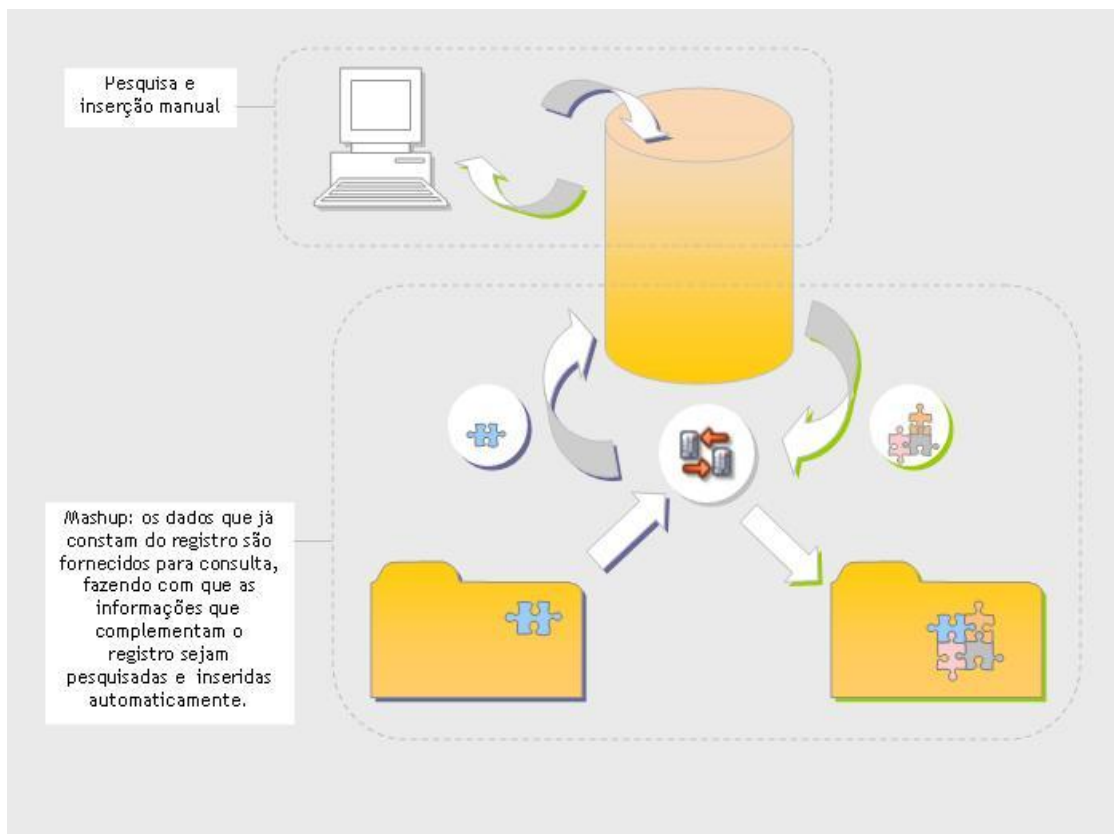 Pesquisa e
inserção manual
Mashup: os dados que já
constam do registro são
fornecidos para consulta,
fazendo com que as
informações que
complementam o
registro sejam
pesquisadas e inseridas
automaticamente.